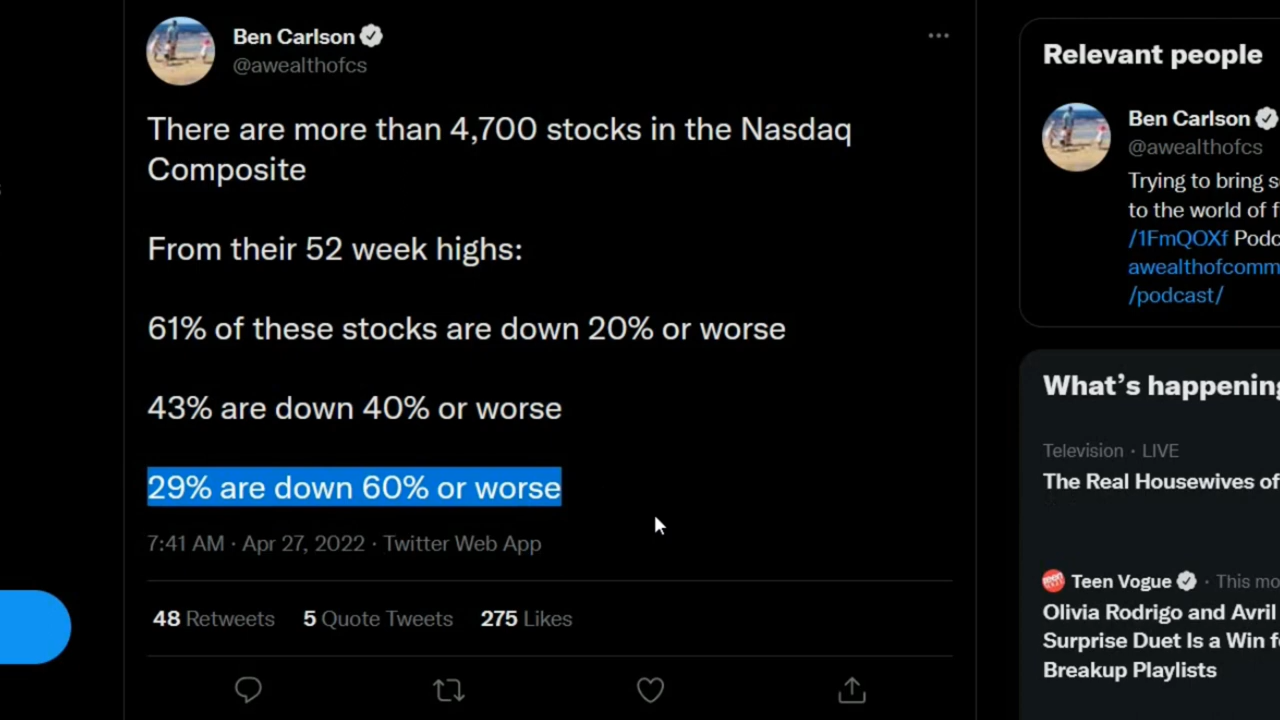 Ben Carlson
@awealthofcs
There are more than 4,700 stocks in the Nasdaq
Composite
From their 52 week highs:
61% of these stocks are down 20% or worse
43% are down 40% or worse
29% are down 60% or worse
7:41 AM · Apr 27, 2022 · Twitter Web App
48 Retweets 5 Quote Tweets 275 Likes
Relevant people
Ben Carlson
@awealthofcs
Trying to bring
to the world of
/1FmQOXf
awealthofcomm
/podcast/
What's happening
Television · LIVE
The Real Housewives of
Teen Vogue · This
Olivia Rodrigo and Avril
Surprise Duet Is a Win
Breakup Playlists